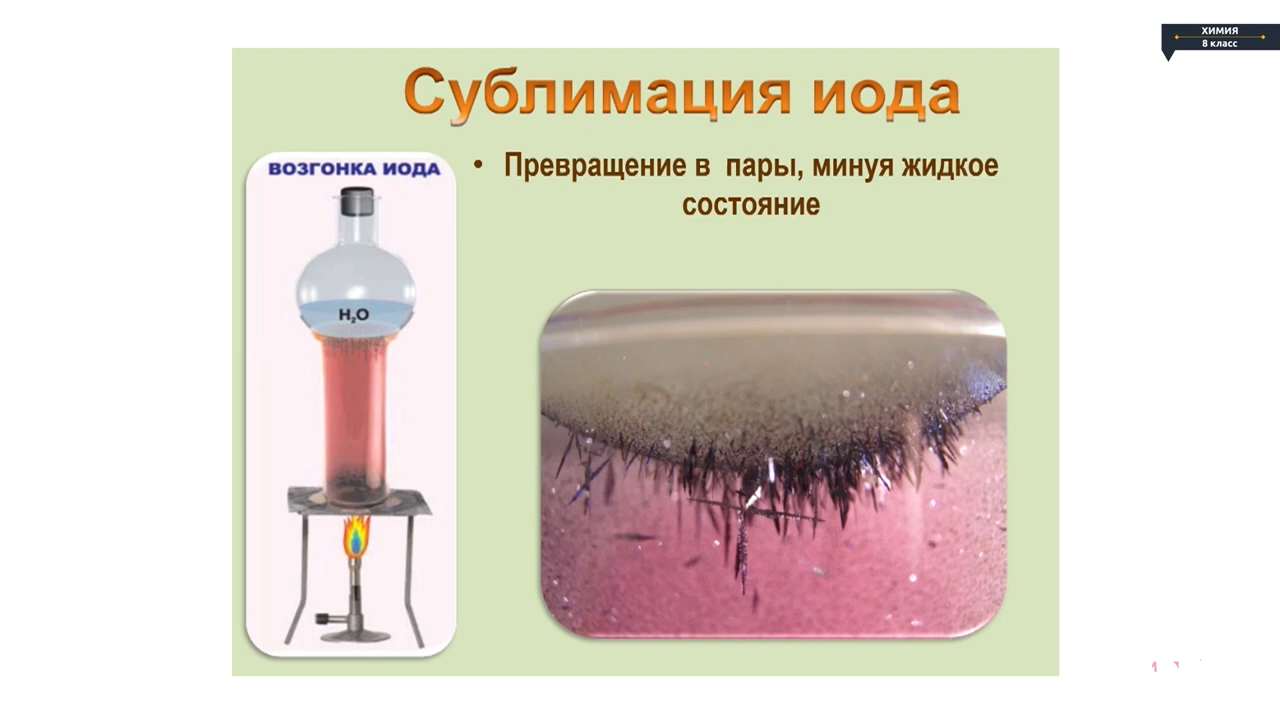 ХИМИЯ
8 класс
Сублимация иода
ВОЗГОНКА ИОДА
• Превращение в пары, минуя жидкое
состояние
H₂O